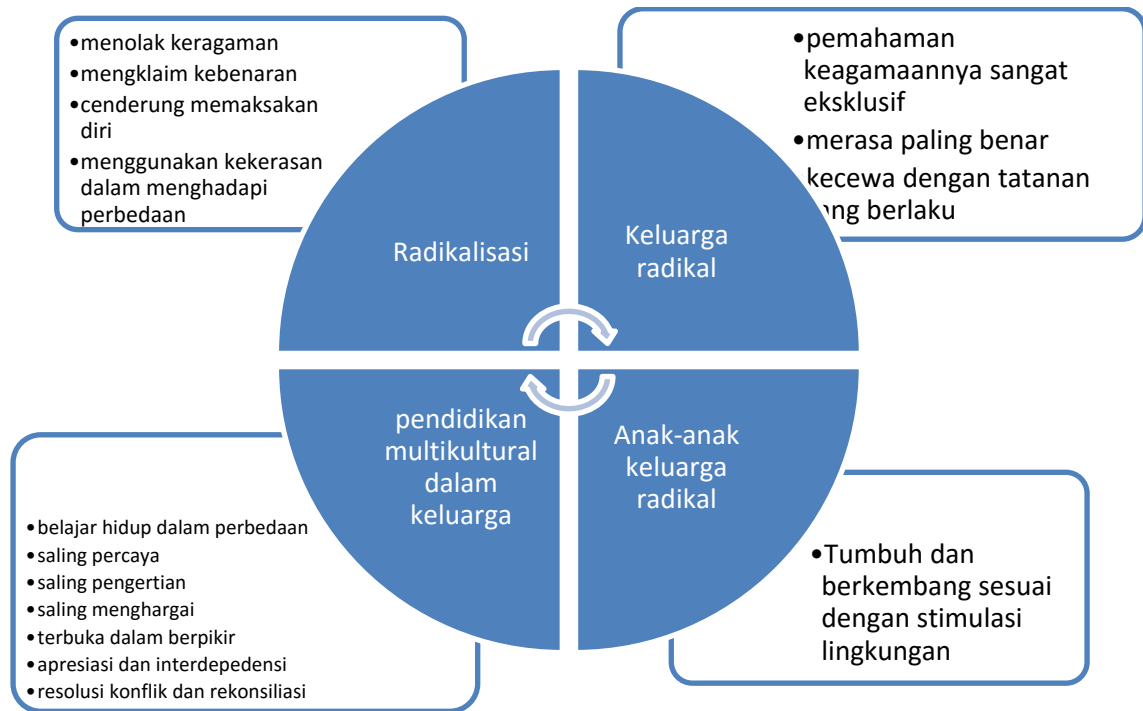 •menolak keragaman
•mengklaim kebenaran
•cenderung memaksakan
diri
•menggunakan kekerasan
dalam menghadapi
perbedaan
•pemahaman
keagamaannya sangat
eksklusif
•merasa paling benar
kecewa dengan tatanan
ang berlaku
Radikalisasi
Keluarga
radikal
pendidikan
multikultural
dalam
keluarga
Anak-anak
keluarga
radikal
•belajar hidup dalam perbedaan
•saling percaya
•saling pengertian
•saling menghargai
•terbuka dalam berpikir
•apresiasi dan interdepedensi
•resolusi konflik dan rekonsiliasi
•Tumbuh dan
berkembang sesuai
dengan stimulasi
lingkungan